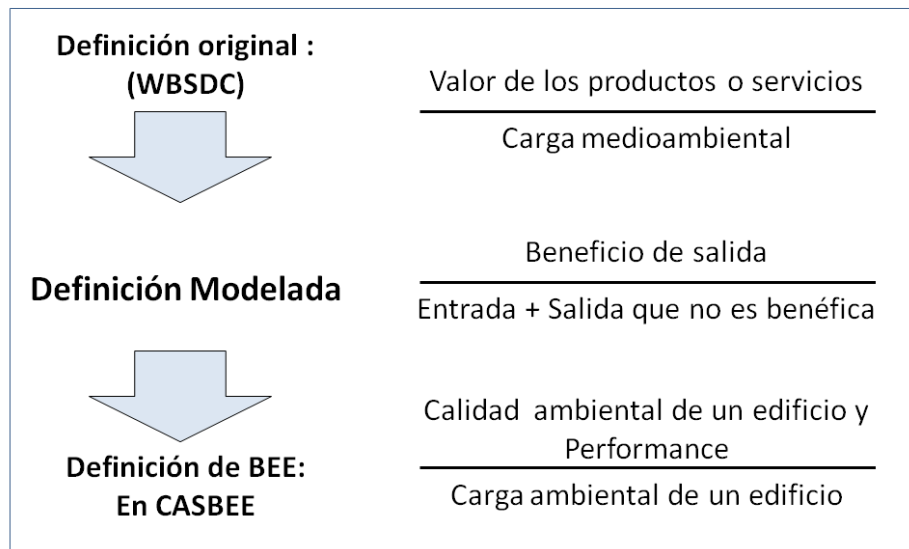 Definición original :
(WBSDC)
Valor de los productos o servicios
Carga medioambiental
Definición Modelada
Beneficio de salida
Entrada + Salida que no es benéfica
Definición de BEE:
En CASBEE
Calidad ambiental de un edificio y
Performance
Carga ambiental de un edificio